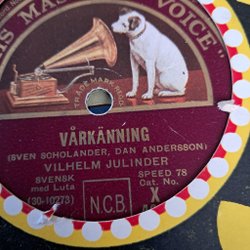 HIS MASTER'S VOICE"
TRADE MARK REG.
VÅRKÄNNING
(SVEN SCHOLANDER, DAN ANDERSSON)
VILHELM JULINDER
SVENSK
med Luta
(30-10273)
N.C.B.
SPEED 78
Cat. No.
X